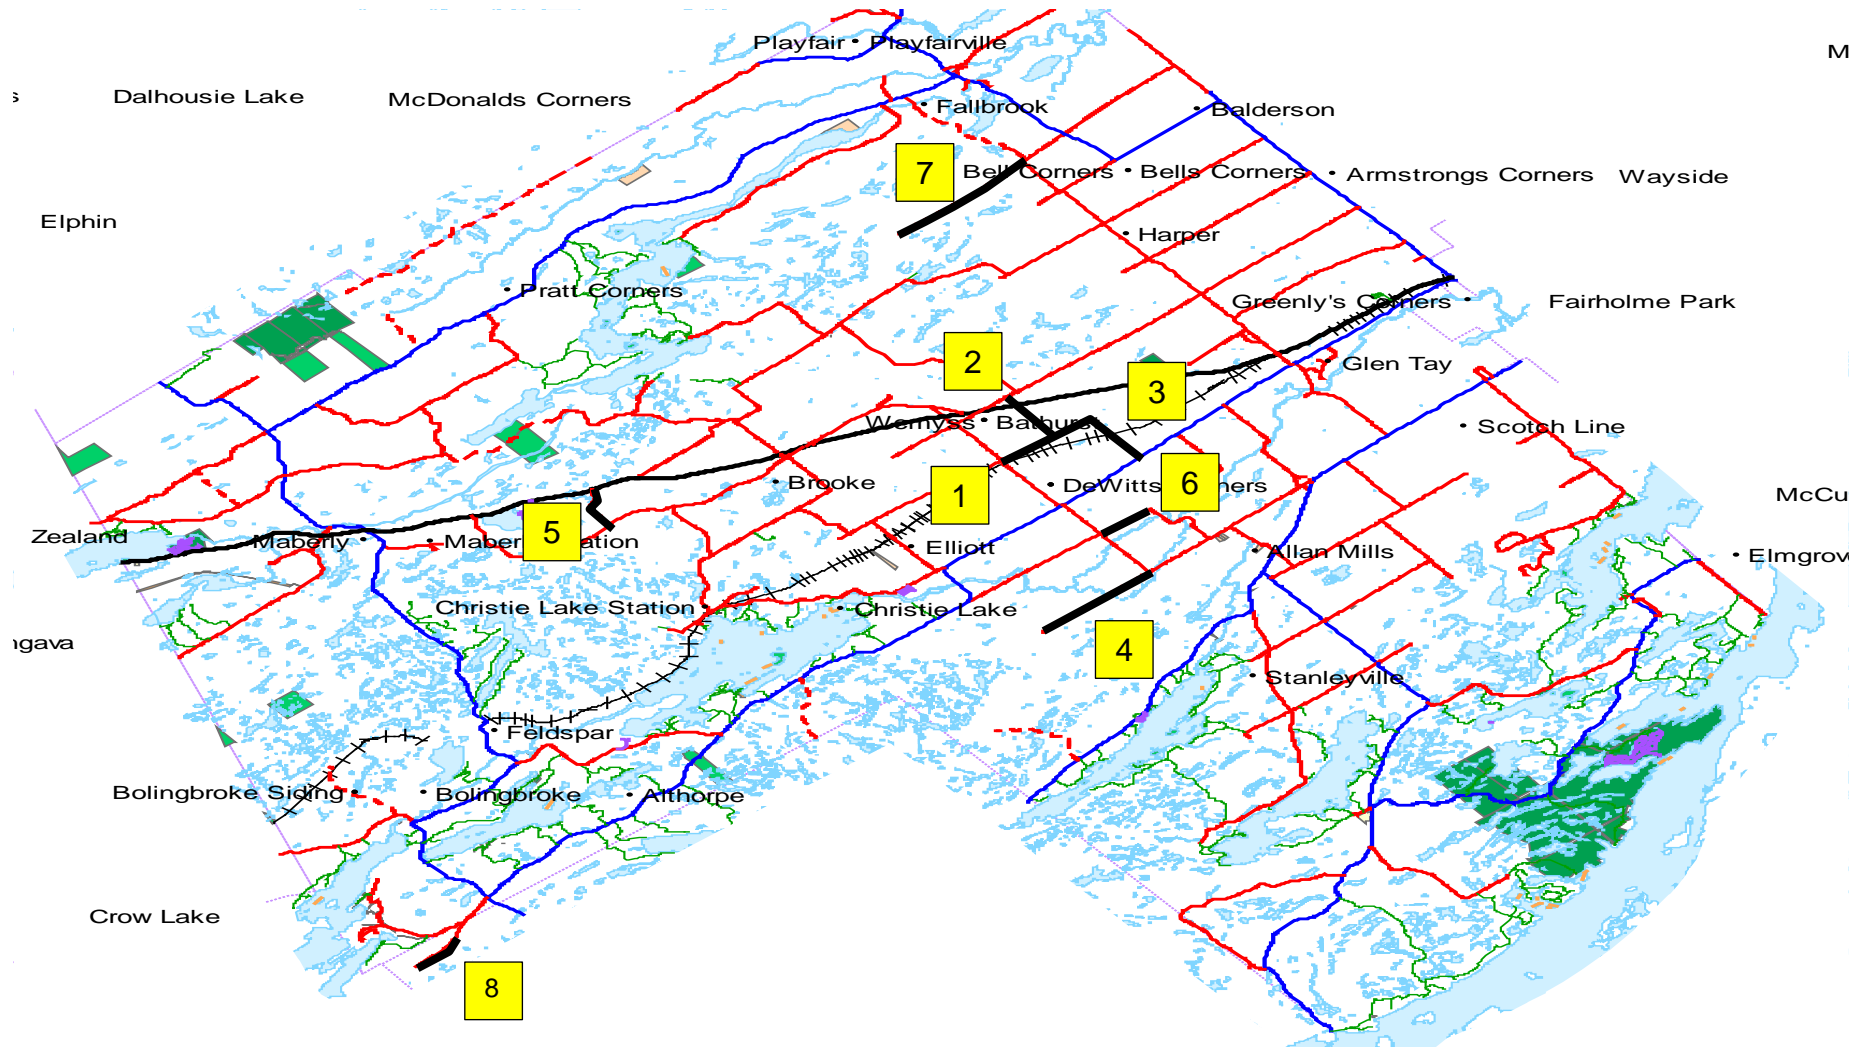 Playfair
Playfairville
M
s
Dalhousie Lake
McDonalds Corners
Fallbrook
Balderson
7
Bell Corners
Bells Corners
Armstrongs Corners
Wayside
Elphin
Harper
Pratt Corners
Greenly's Corners
Fairholme Park
2
Glen Tay
3
Wemyss
Bathurst
Scotch Line
Brooke
1
DeWitts
6
ners
McCu
Zealand
Maberly
5
Elliott
Allan Mills
Elmgrov
Christie Lake Station
Christie Lake
ngava
4
Stanleyville
Feldspar
Bolingbroke Siding
Bolingbroke
Althorpe
Crow Lake
8